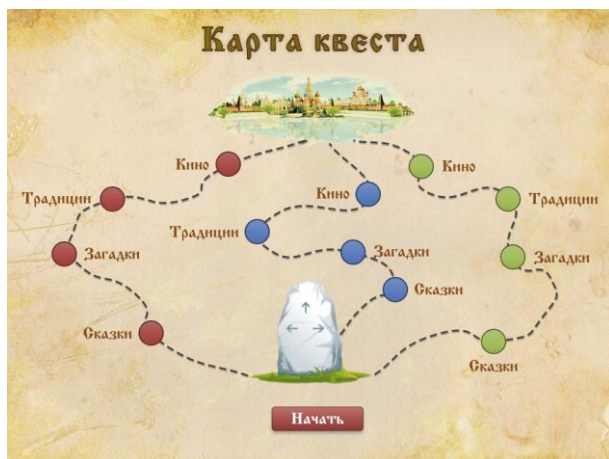 Карта квеста
Кино
Кино
Кино
Традиции
Традиции
Традиции
Загадки
Загадки
Загадки
Сказки
Сказки
Сказки
Начать